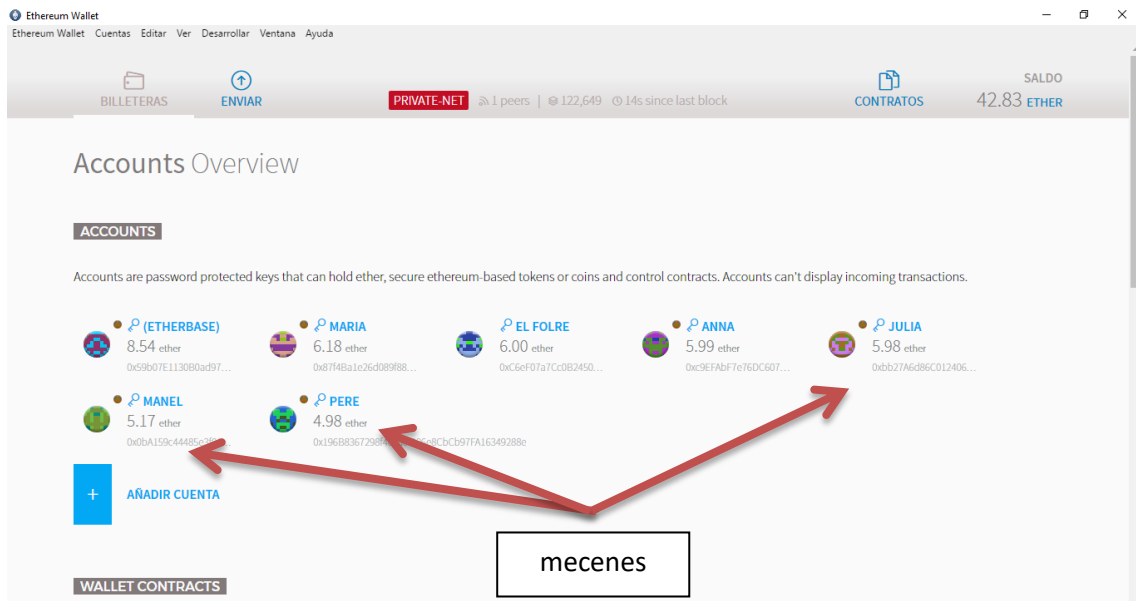 Ethereum Wallet
Ethereum Wallet Cuentas Editar Ver Desarrollar Ventana Ayuda
BILLETERAS
ENVIAR
PRIVATE-NET 1 peers | 122,649 14s since last block
CONTRATOS
SALDO
42.83 ETHER
Accounts Overview
ACCOUNTS
Accounts are password protected keys that can hold ether, secure ethereum-based tokens or coins and control contracts. Accounts can't display incoming transactions.
(ETHERBASE)
8.54 ether
0x59b07E1130B0ad97...
MARIA
6.18 ether
0x87f4Ba1e26d089f88...
EL FOLRE
6.00 ether
0xC6eF07a7Cc0B2450...
ANNA
5.99 ether
0xc9EFAbF7e76DC607...
JULIA
5.98 ether
0xbb27A6d86C012406...
MANEL
5.17 ether
PERE
4.98 ether
+ AÑADIR CUENTA
mecenes
WALLET CONTRACTS